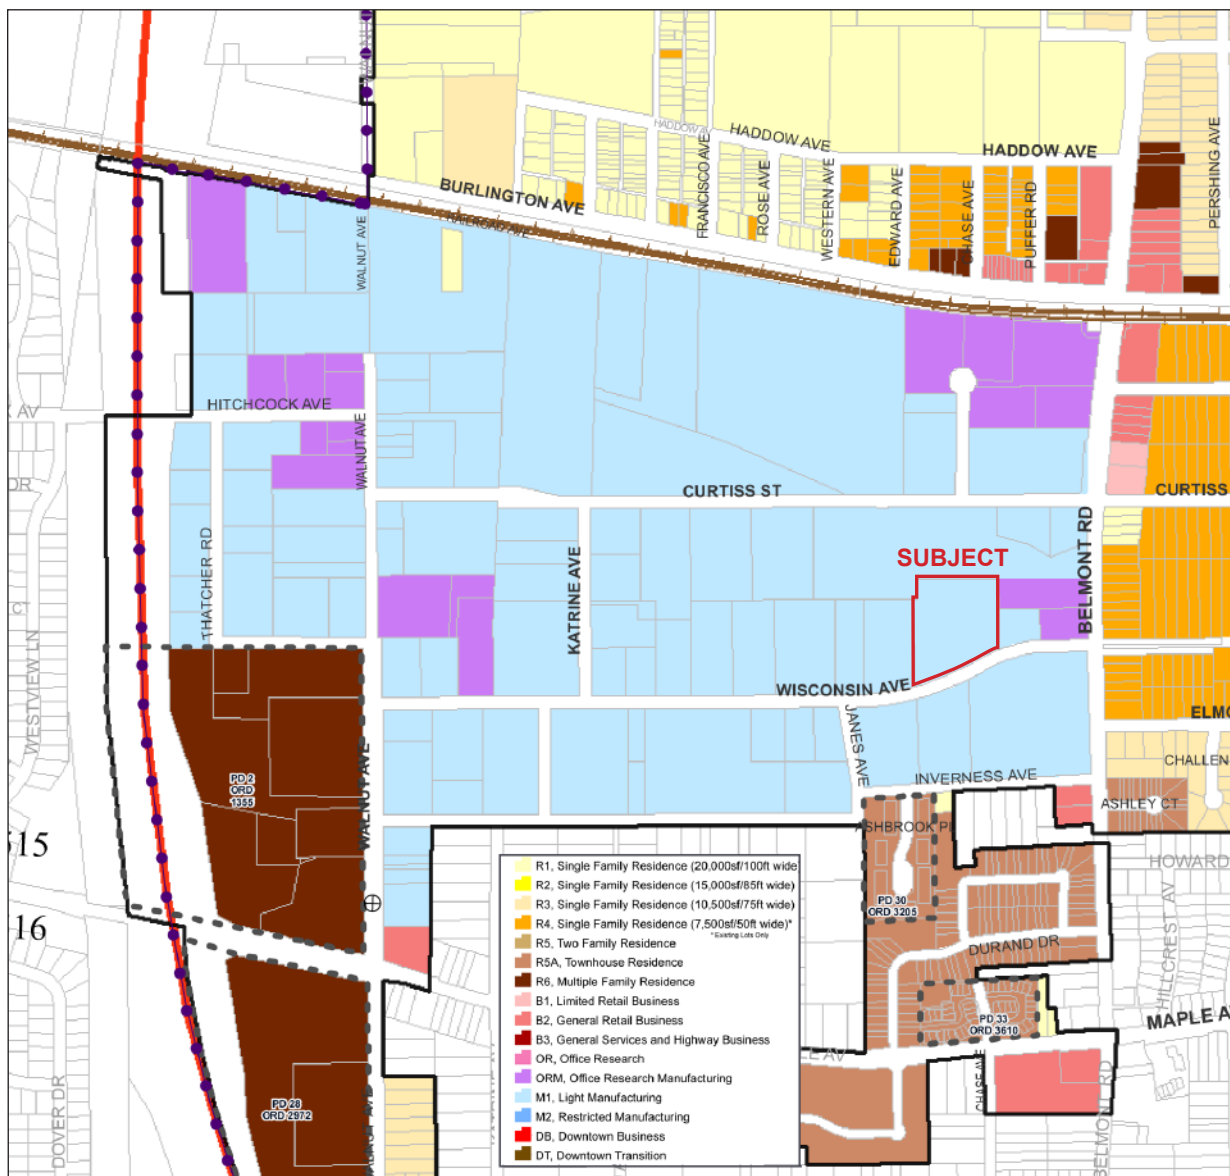 HADDOW AVE
HADDOW AVE
HADDOW AVE
PERSHING AVE
BURLINGTON AVE
RAILROAD AVE
FRANCISCO AVE
ROSE AVE
WESTERN AVE
EDWARD AVE
CHASE AVE
PUFFER RD
WALNUT AVE
HITCHCOCK AVE
WALNUT AVE
CURTISS ST
CURTISS
BELMONT RD
THATCHER RD
KATRINE AVE
SUBJECT
WESTVIEW LN
WISCONSIN AVE
JANES AVE
INVERNESS AVE
ELMO
CHALLEN
ASHLEY CT
ASHBROOK PL
HOWARD
PD 2
ORD
1355
WALNUT AVE
515
16
PD 30
ORD 3205
DURAND DR
HILLCREST AV
PD 33
ORD 3610
MAPLE A
CHASE AVE
BELMONT RD
PD 28
ORD 2972
DOVER DR
R1, Single Family Residence (20,000sf/100ft wide
R2, Single Family Residence (15,000sf/85ft wide)
R3, Single Family Residence (10,500sf/75ft wide)
R4, Single Family Residence (7,500sf/50ft wide)*
* Existing Lots Only
R5, Two Family Residence
R5A, Townhouse Residence
R6, Multiple Family Residence
B1, Limited Retail Business
B2, General Retail Business
B3, General Services and Highway Business
OR, Office Research
ORM, Office Research Manufacturing
M1, Light Manufacturing
M2, Restricted Manufacturing
DB, Downtown Business
DT, Downtown Transition